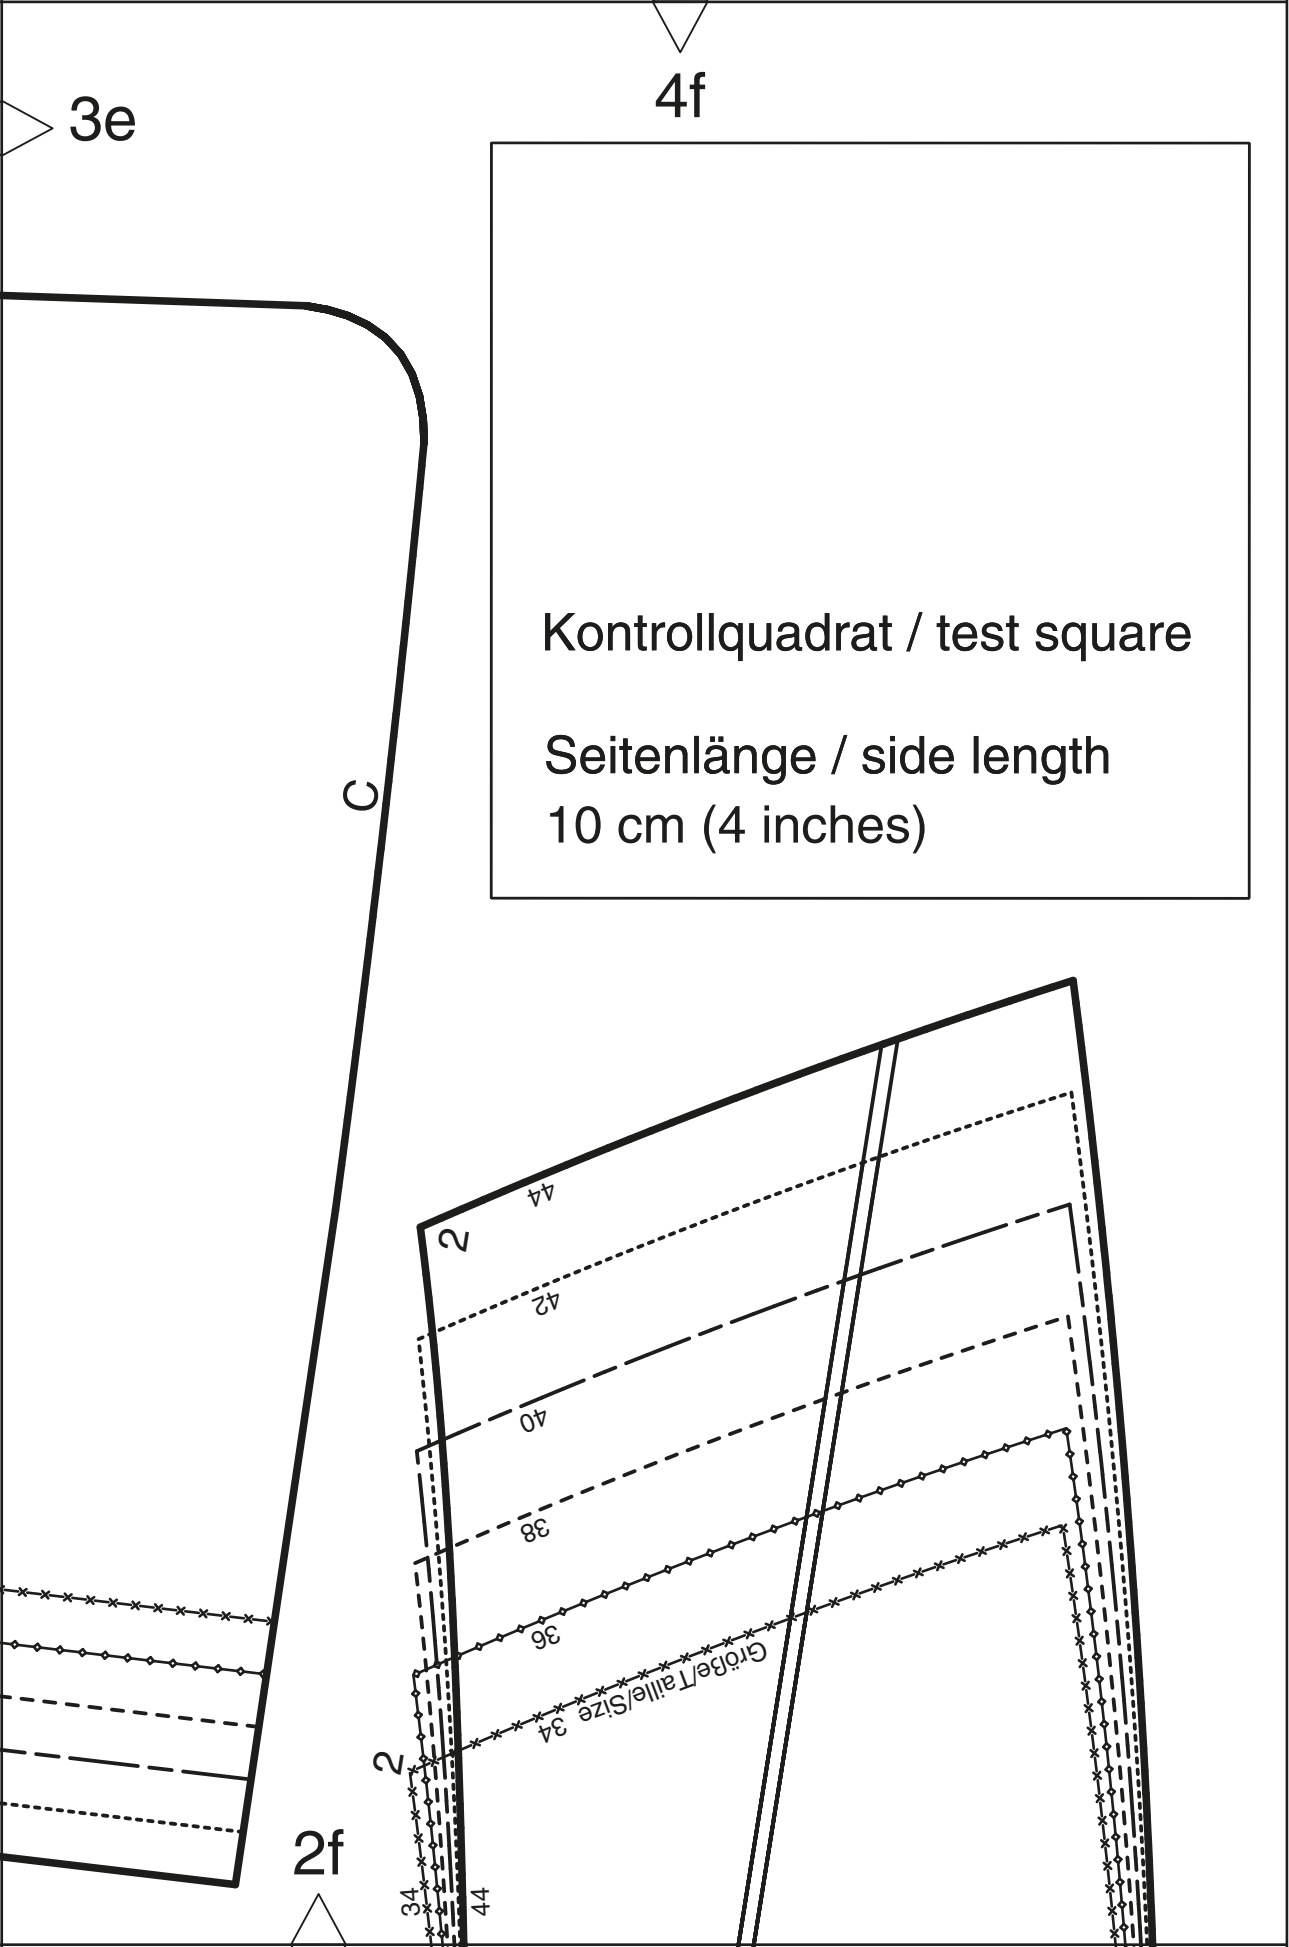 4f
3e
Kontrollquadrat / test square
Seitenlänge / side length
10 cm (4 inches)
C
44
2
42
40
38
36
Größe/Taille/Size 34
2
2f
34
44